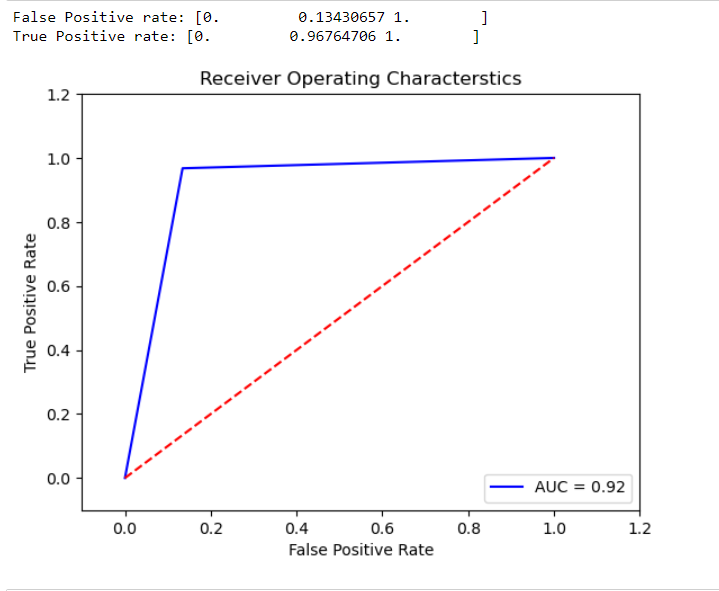 False Positive rate: [0.         0.13430657 1.        ]
True Positive rate: [0.         0.96764706 1.        ]
Receiver Operating Characterstics
1.2
1.0
0.8
0.6
0.4
0.2
0.0
True Positive Rate
AUC = 0.92
0.0 0.2 0.4 0.6 0.8 1.0 1.2
False Positive Rate